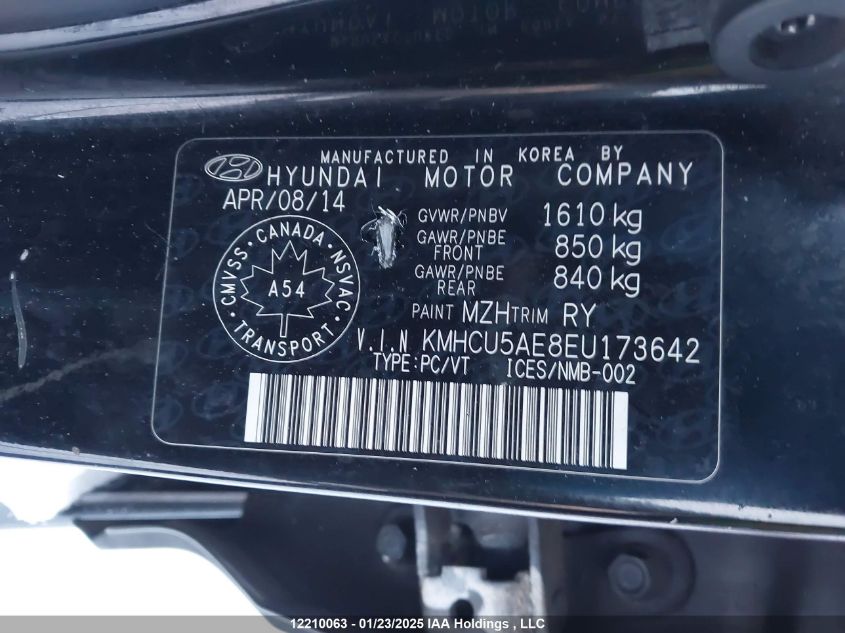 MANUFACTURED IN KOREA BY
HYUNDAI MOTOR COMPANY
APR/08/14
GVWR/PNBV 1610 kg
GAWR/PNBE FRONT 850 kg
GAWR/PNBE REAR 840 kg
CMVSS · CANADA · NSVAC · TRANSPORT ·
A54
PAINT MZH TRIM RY
V.I.N KMHCU5AE8EU173642
TYPE:PC/VT ICES/NMB-002
12210063 - 01/23/2025 IAA Holdings, LLC